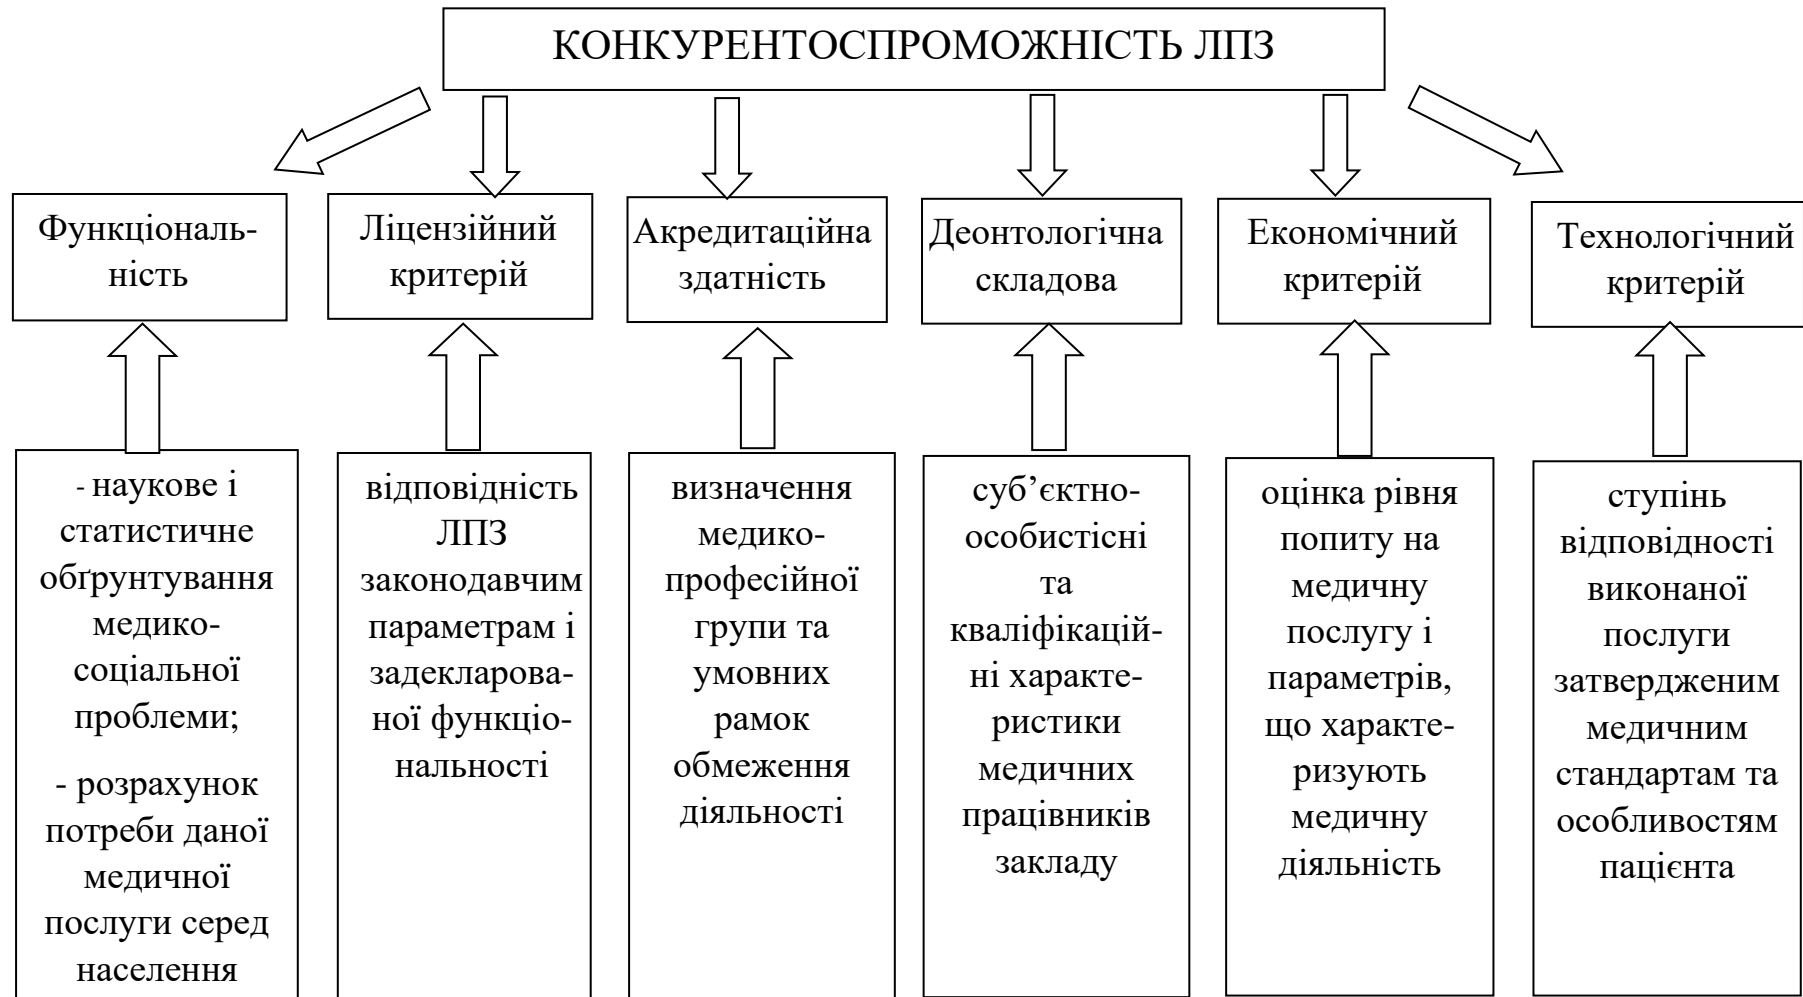 КОНКУРЕНТОСПРОМОЖНІСТЬ ЛПЗ
Функціональ-
ність
Ліцензійний
критерій
Акредитаційна
здатність
Деонтологічна
складова
Економічний
критерій
Технологічний
критерій
- наукове і
статистичне
обґрунтування
медико-
соціальної
проблеми;
- розрахунок
потреби даної
медичної
послуги серед
населення
відповідність
ЛПЗ
законодавчим
параметрам і
задекларова-
ної функціо-
нальності
визначення
медико-
професійної
групи та
умовних
рамок
обмеження
діяльності
суб’єктно-
особистісні
та
кваліфікацій-
ні характе-
ристики
медичних
працівників
закладу
оцінка рівня
попиту на
медичну
послугу і
параметрів,
що характе-
ризують
медичну
діяльність
ступінь
відповідності
виконаної
послуги
затвердженим
медичним
стандартам та
особливостям
пацієнта